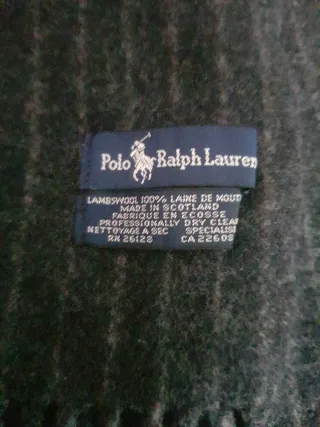 Polo Ralph Lauren
LAMBSWOOL 100% LAINE DE MOUT
MADE IN SCOTLAND
FABRIQUE EN ECOSSE
PROFESSIONALLY DRY CLEAN
NETTOYAGE A SEC SPECIALISE
RN 26128 CA 22608